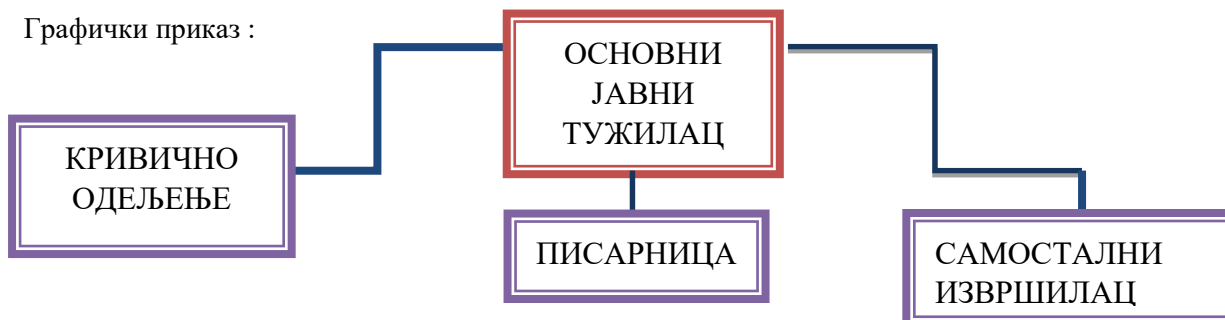 Графички приказ :
ОСНОВНИ
ЈАВНИ
ТУЖИЛАЦ
КРИВИЧНО
ОДЕЉЕЊЕ
ПИСАРНИЦА
САМОСТАЛНИ
ИЗВРШИЛАЦ